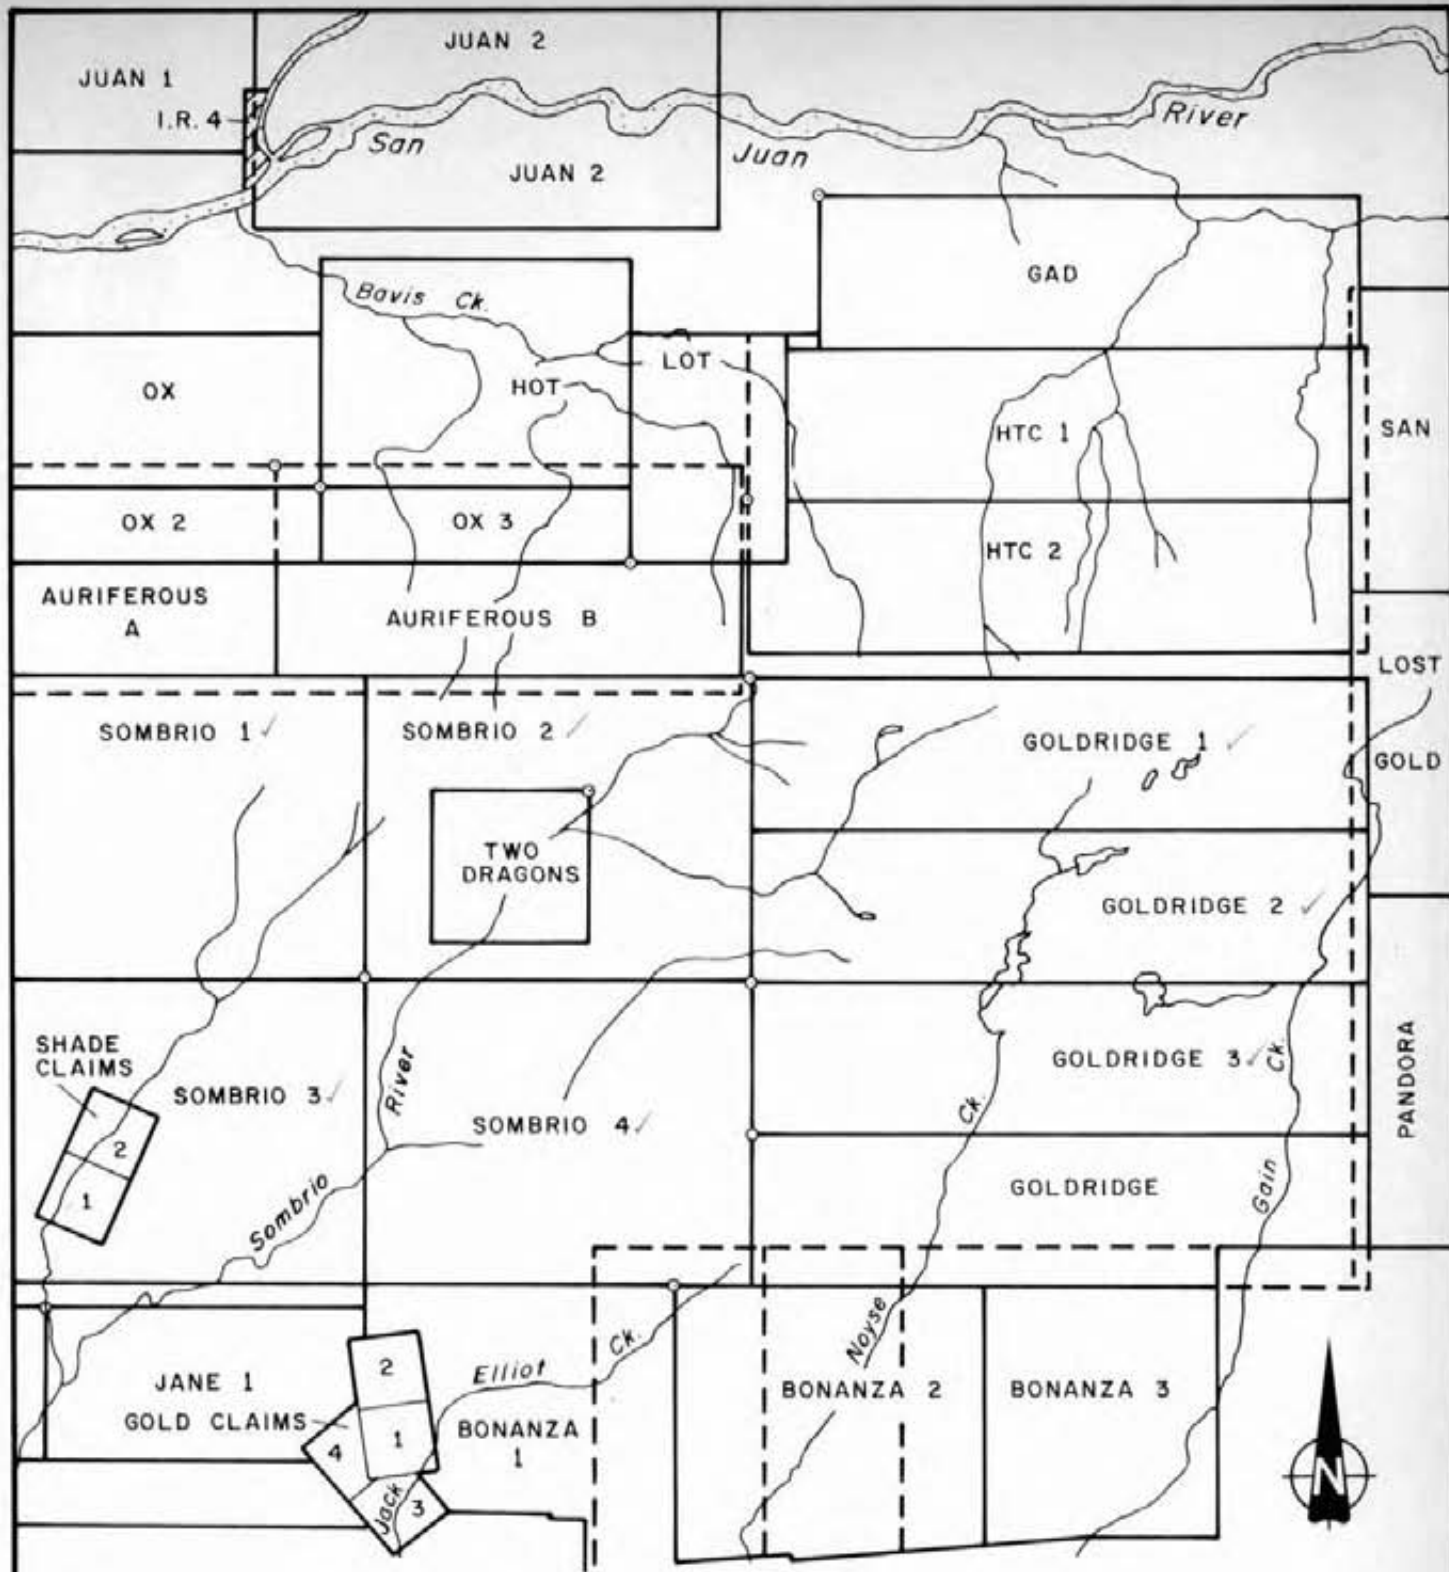 JUAN 1
JUAN 2
I.R. 4
San
Juan
River
JUAN 2
GAD
Bavis Ck.
LOT
OX
HOT
HTC 1
SAN
OX 2
OX 3
HTC 2
AURIFEROUS
A
AURIFEROUS B
LOST
SOMBRIO 1
SOMBRIO 2
GOLDRIDGE 1
GOLD
TWO
DRAGONS
GOLDRIDGE 2
SHADE
CLAIMS
SOMBRIO 3
River
SOMBRIO 4
GOLDRIDGE 3
Ck.
Ck.
PANDORA
2
1
Sombrio
GOLDRIDGE
Gain
Noyse
JANE 1
GOLD CLAIMS
2
1
4
3
Jack
Elliot
Ck.
BONANZA
1
BONANZA 2
BONANZA 3
N